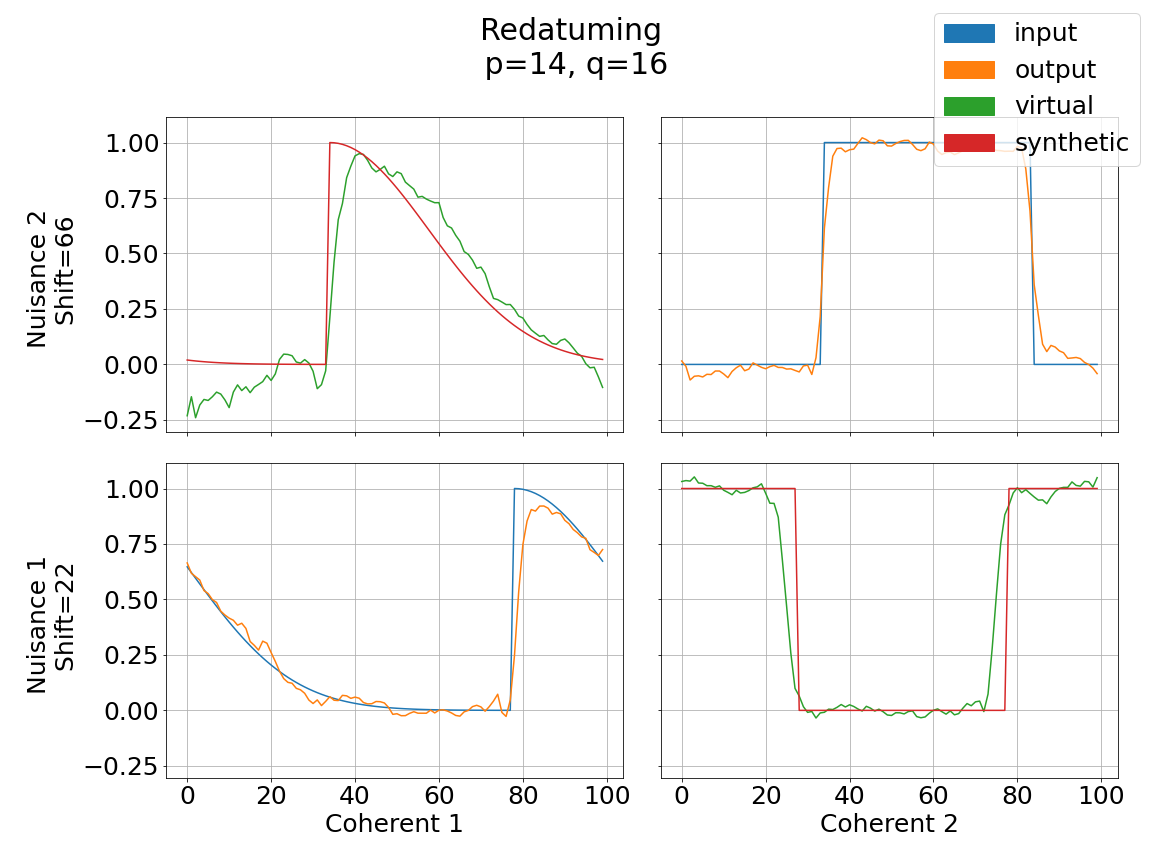 Redatuming
p=14, q=16
input
output
virtual
synthetic
Nuisance 2
Shift=66
1.00
0.75
0.50
0.25
0.00
−0.25
Nuisance 1
Shift=22
1.00
0.75
0.50
0.25
0.00
−0.25
0 20 40 60 80 100
Coherent 1
0 20 40 60 80 100
Coherent 2